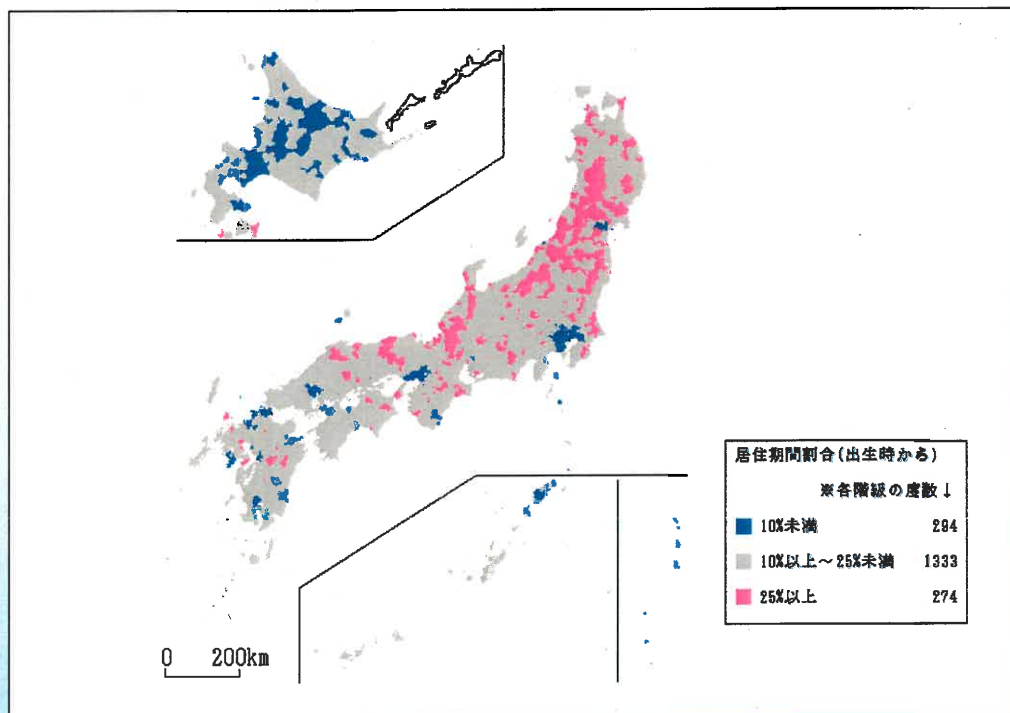 居住期間割合(出生時から)
※各階級の度数↓
10%未満 294
10%以上～25%未満 1333
25%以上 274
0 200km